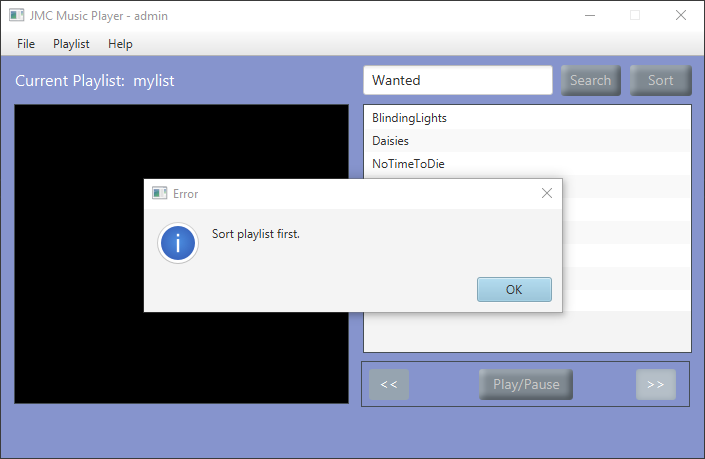 JMC Music Player - admin
File Playlist Help
Current Playlist: mylist
Wanted
Search Sort
BlindingLights
Daisies
NoTimeToDie
Error
i
Sort playlist first.
OK
<< Play/Pause >>